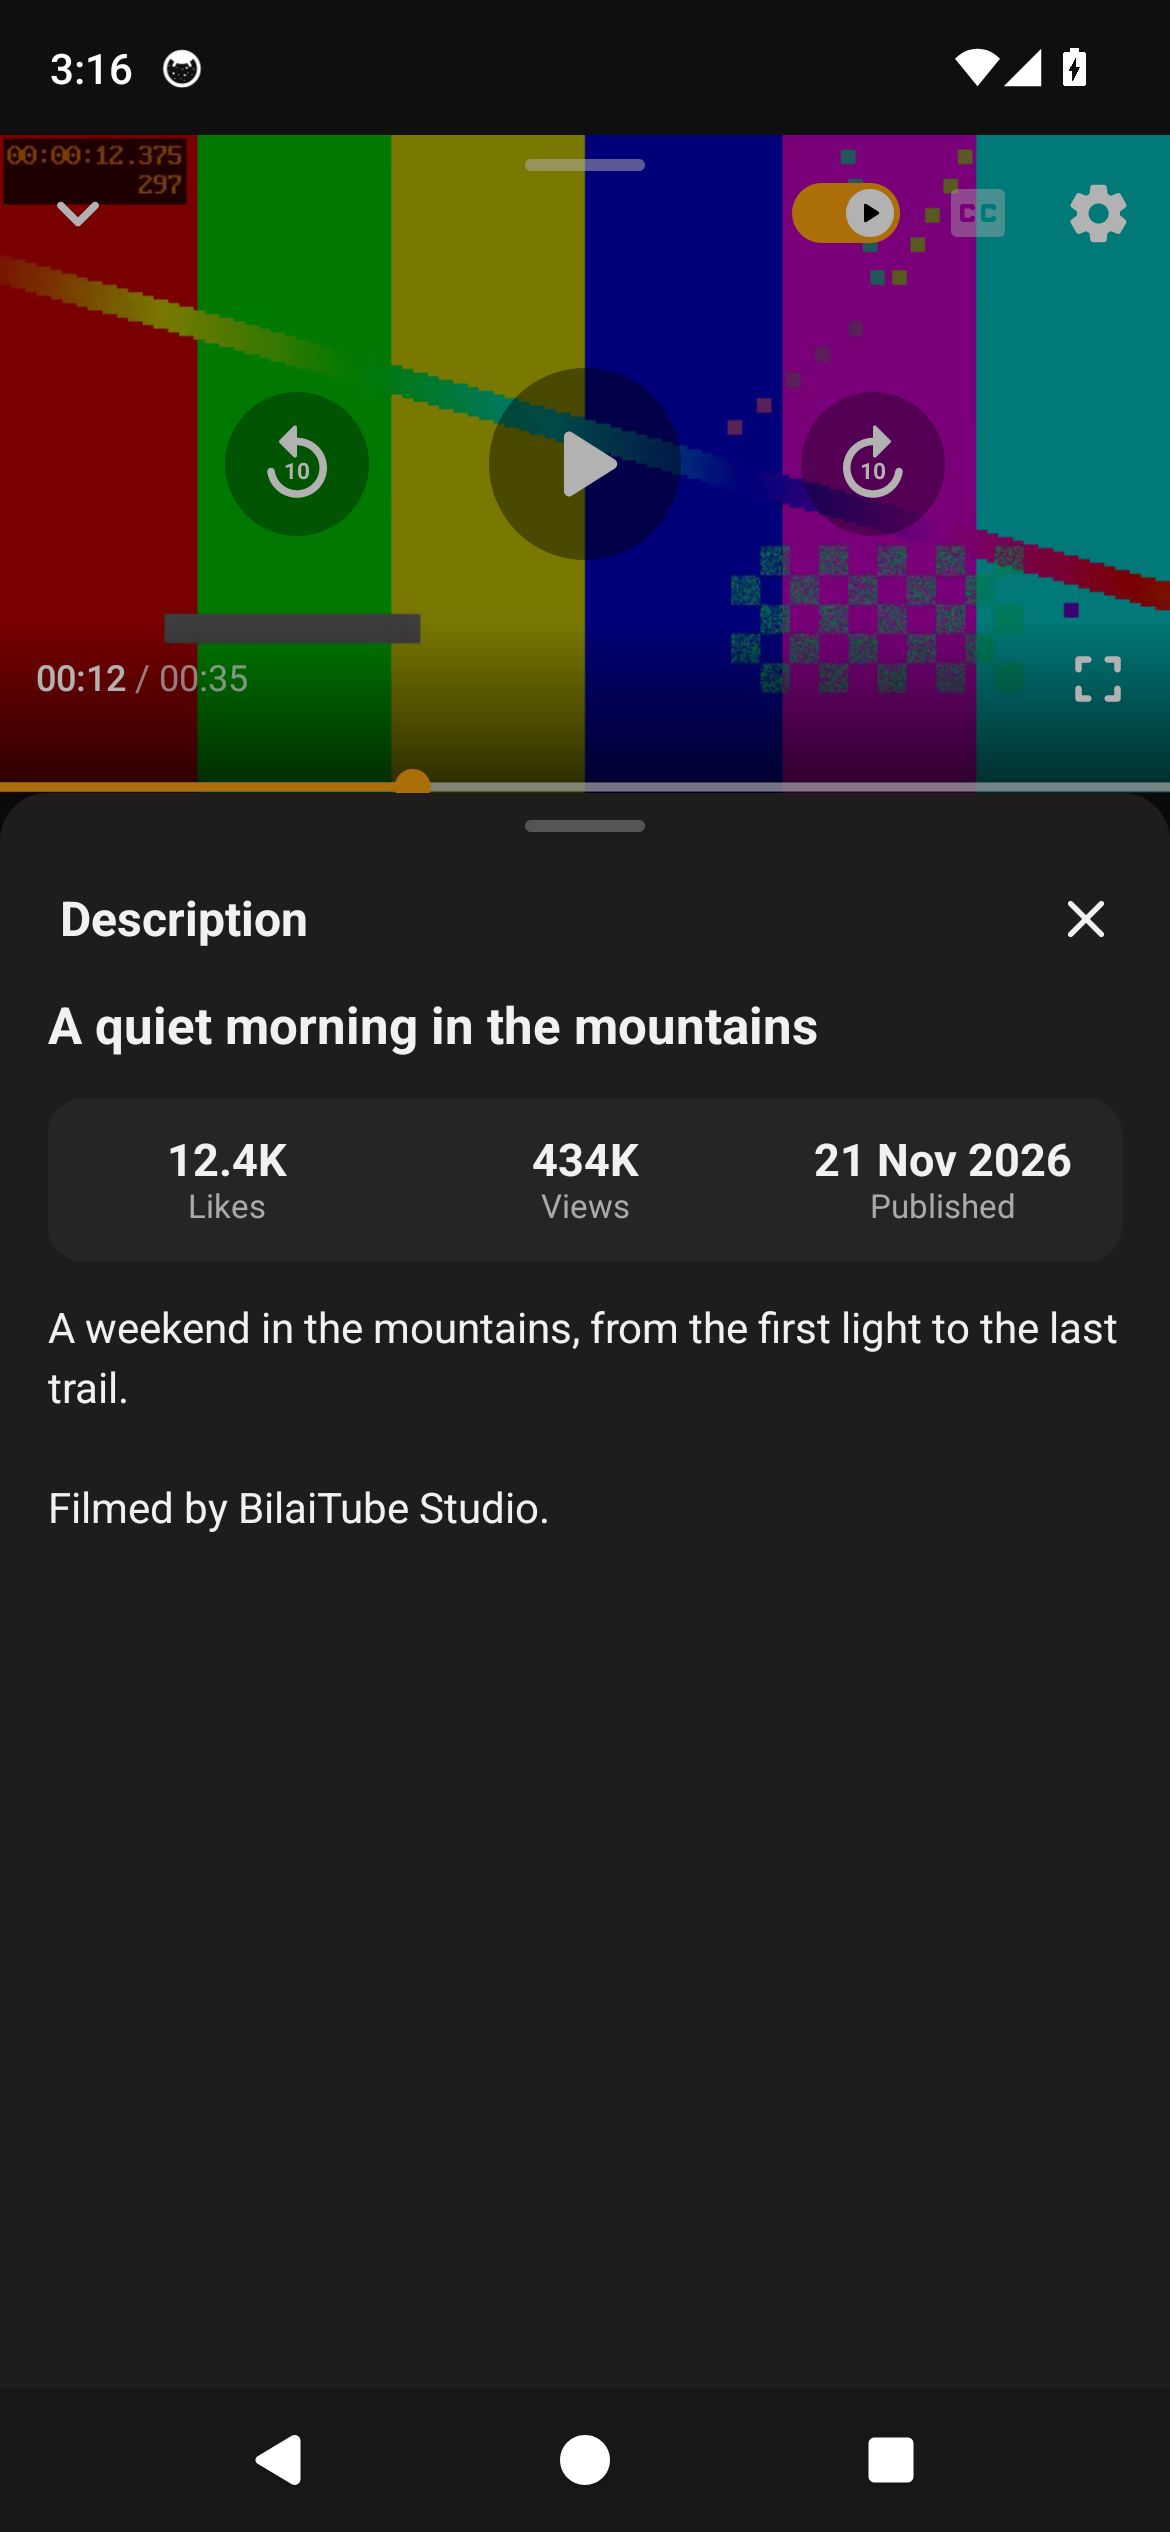 3:16
00:00:12.375
297
CC
10
10
00:12 / 00:35
Description
A quiet morning in the mountains
12.4K
Likes
434K
Views
21 Nov 2026
Published
A weekend in the mountains, from the first light to the last
trail.
Filmed by BilaiTube Studio.